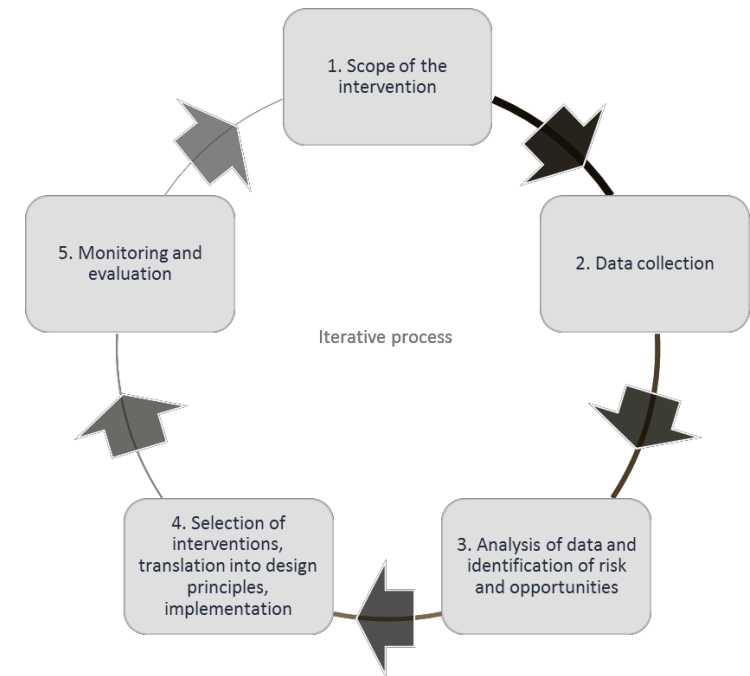 1. Scope of the
intervention
2. Data collection
3. Analysis of data and
identification of risk
and opportunities
4. Selection of
interventions,
translation into design
principles,
implementation
5. Monitoring and
evaluation
Iterative process